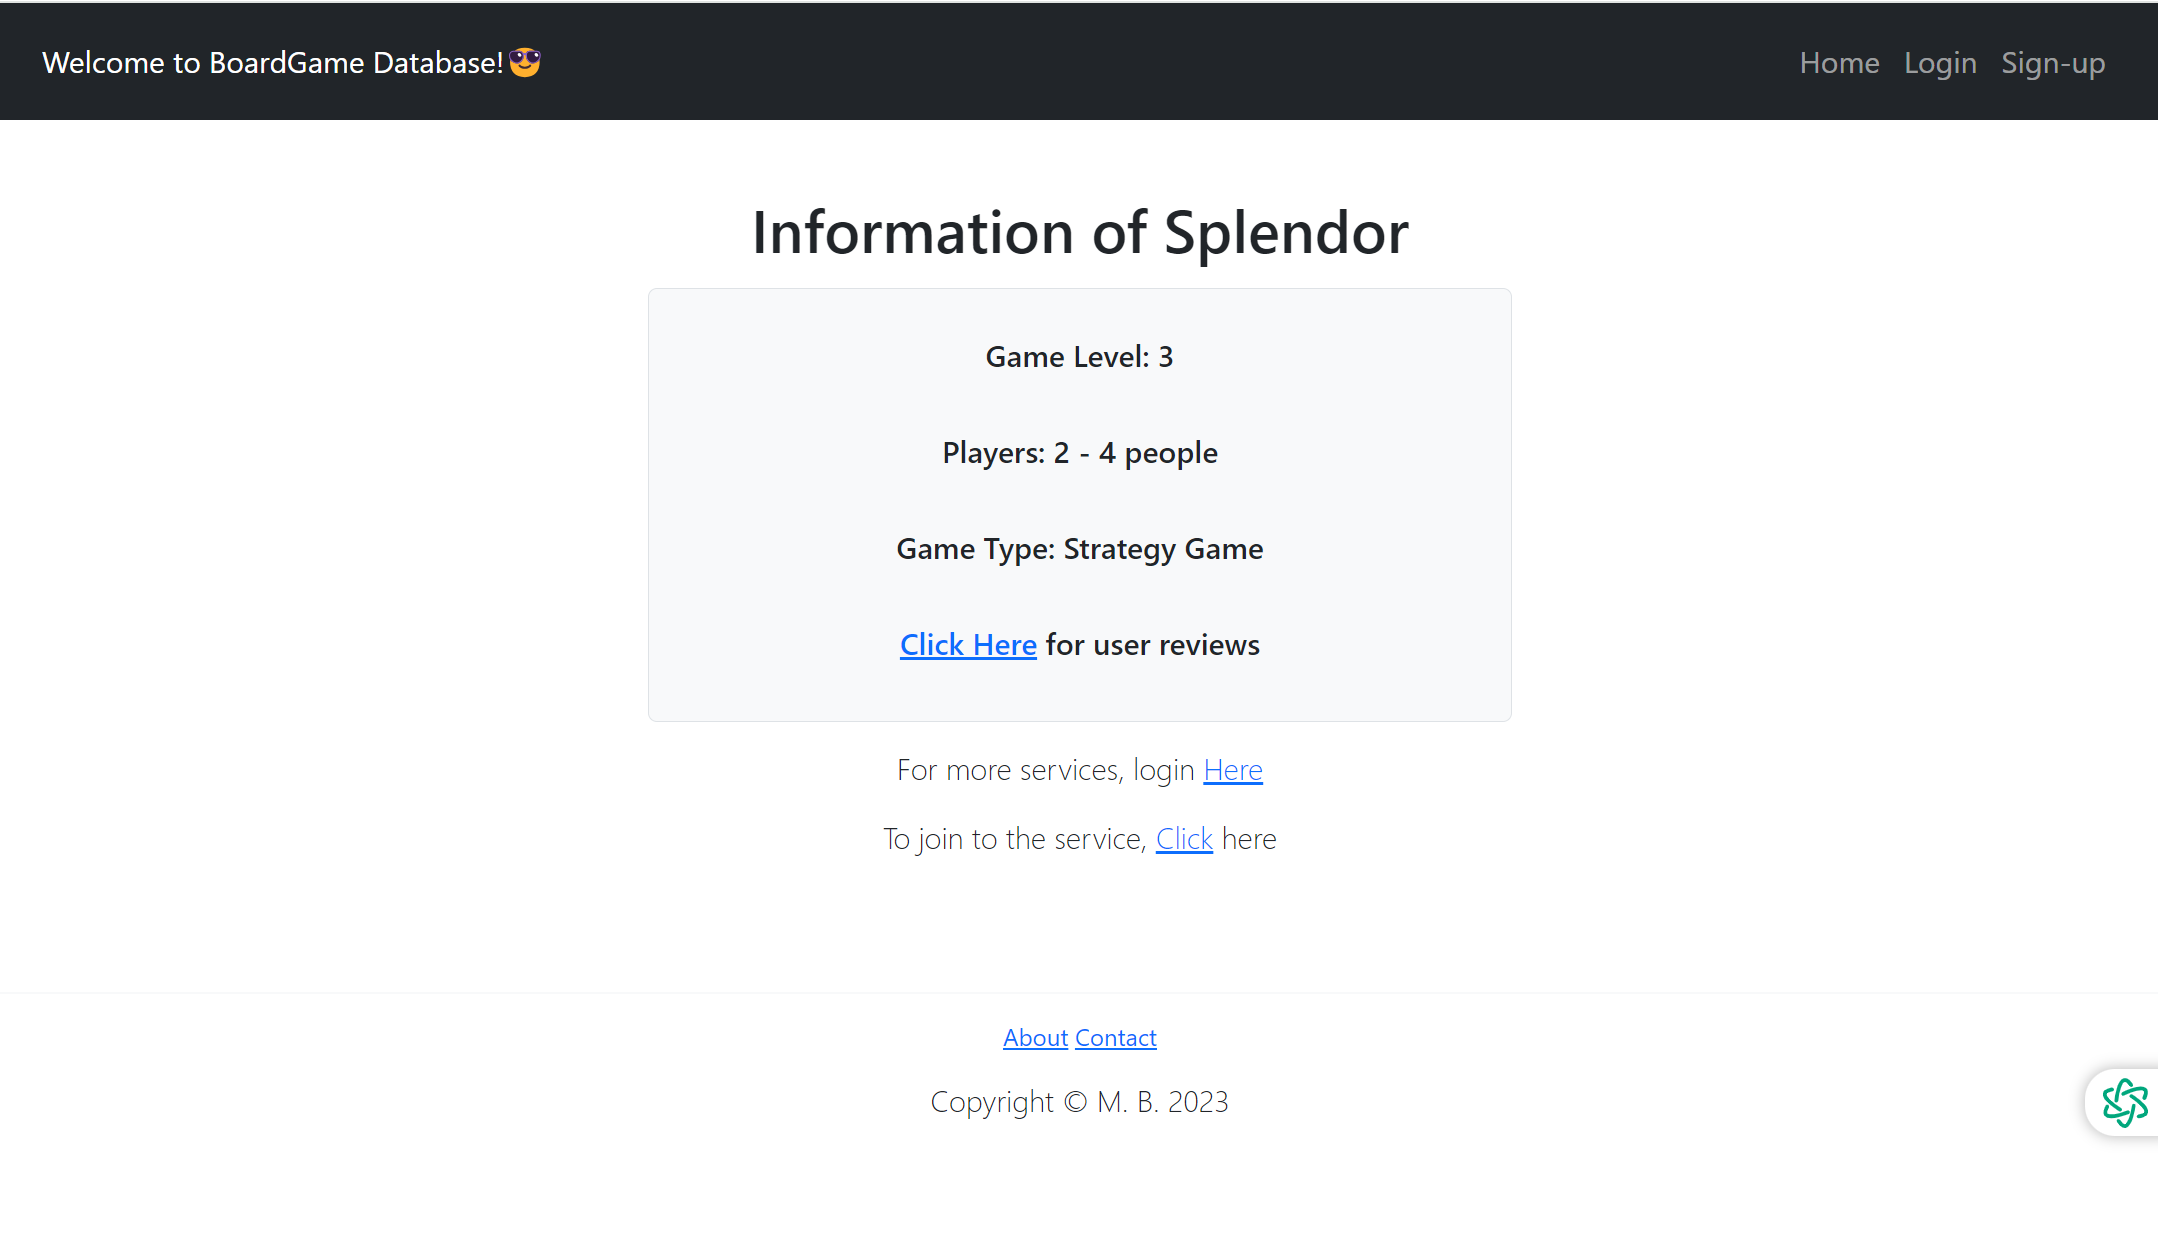 Welcome to BoardGame Database!😎
Home Login Sign-up
Information of Splendor
Game Level: 3
Players: 2 - 4 people
Game Type: Strategy Game
Click Here for user reviews
For more services, login Here
To join to the service, Click here
About Contact
Copyright © M. B. 2023